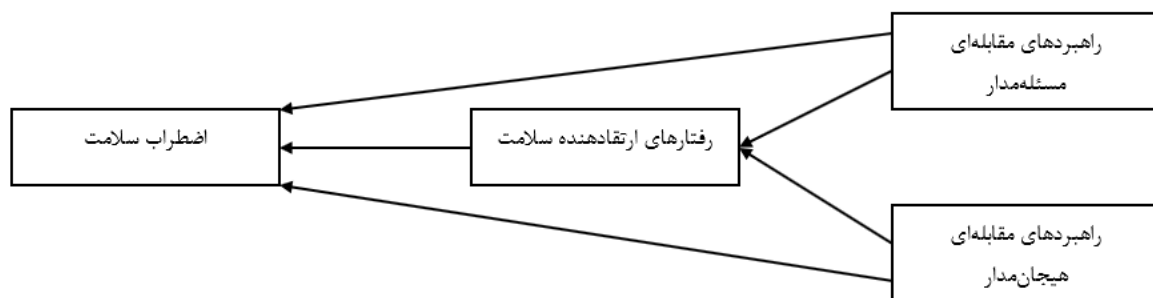 راهبردهای مقابله‌ای
مسئله‌مدار
رفتارهای ارتقادهنده سلامت
اضطراب سلامت
راهبردهای مقابله‌ای
هیجان‌مدار